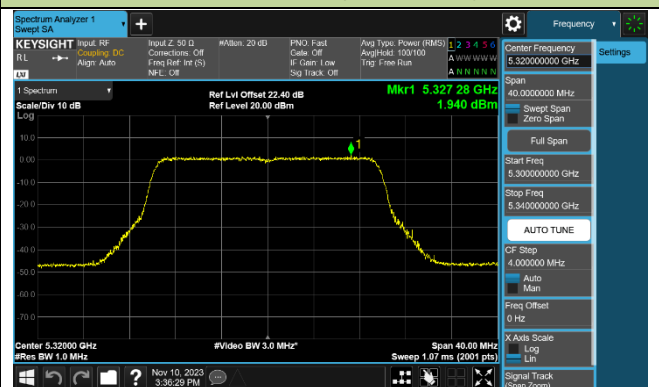 Spectrum Analyzer 1
Swept SA
Frequency
KEYSIGHT
RL
LXI
Input: RF
Coupling: DC
Align: Auto
Input Z: 50 Ω
Corrections: Off
Freq Ref: Int (S)
NFE: Off
#Atten: 20 dB
PNO: Fast
Gate: Off
IF Gain: Low
Sig Track: Off
Avg Type: Power (RMS)
Avg|Hold: 100/100
Trig: Free Run
1 2 3 4 5 6
A W W W W W
A N N N N N
1 Spectrum
Scale/Div 10 dB
Log
Ref Lvl Offset 22.40 dB
Ref Level 20.00 dBm
Mkr1 5.327 28 GHz
1.940 dBm
10.0
0.00
-10.0
-20.0
-30.0
-40.0
-50.0
-60.0
-70.0
1
Center 5.32000 GHz
#Res BW 1.0 MHz
#Video BW 3.0 MHz*
Span 40.00 MHz
Sweep 1.07 ms (2001 pts)
Nov 10, 2023
3:36:29 PM
Center Frequency
5.320000000 GHz
Span
40.0000000 MHz
Swept Span
Zero Span
Full Span
Start Freq
5.300000000 GHz
Stop Freq
5.340000000 GHz
AUTO TUNE
CF Step
4.000000 MHz
Auto
Man
Freq Offset
0 Hz
X Axis Scale
Log
Lin
Signal Track
(Span Zoom)
Settings